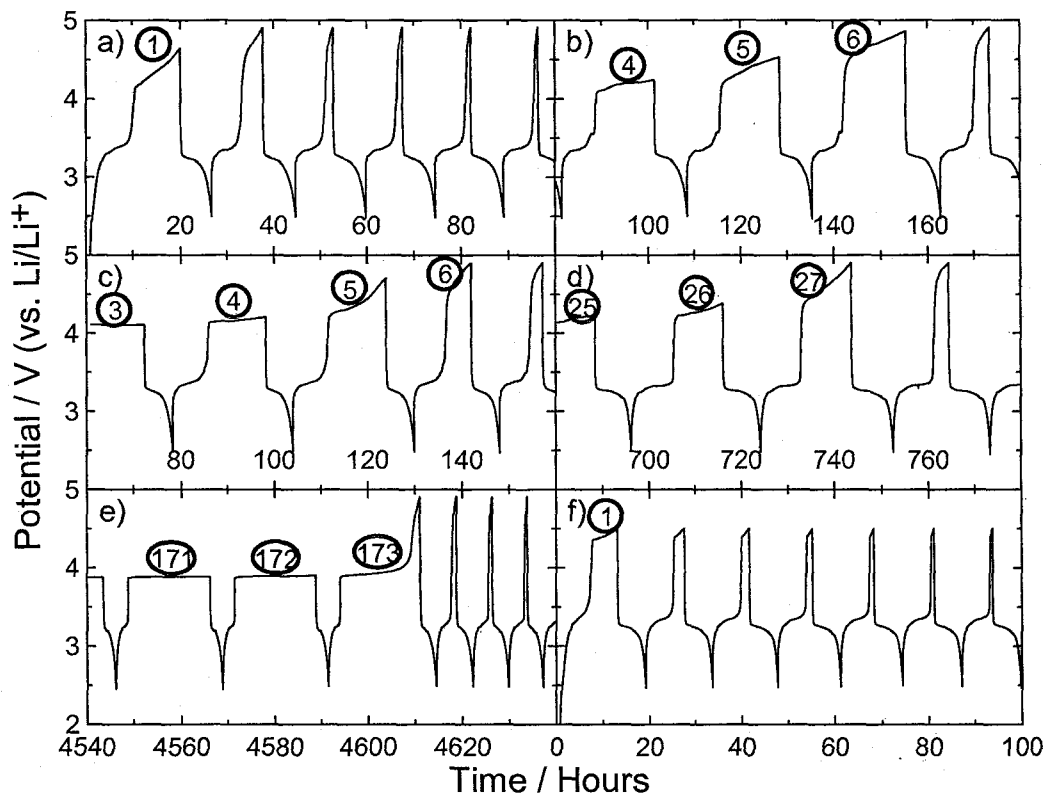 5 a) 1 b) 4 5 6
4
3
20 40 60 80 100 120 140 160
5 c) 3 4 5 6 d) 25 26 27
4
3
80 100 120 140 700 720 740 760
5 e) 171 172 173 f) 1
4
3
2
4540 4560 4580 4600 4620 0 20 40 60 80 100
Time / Hours
Potential / V (vs. Li/Li+)